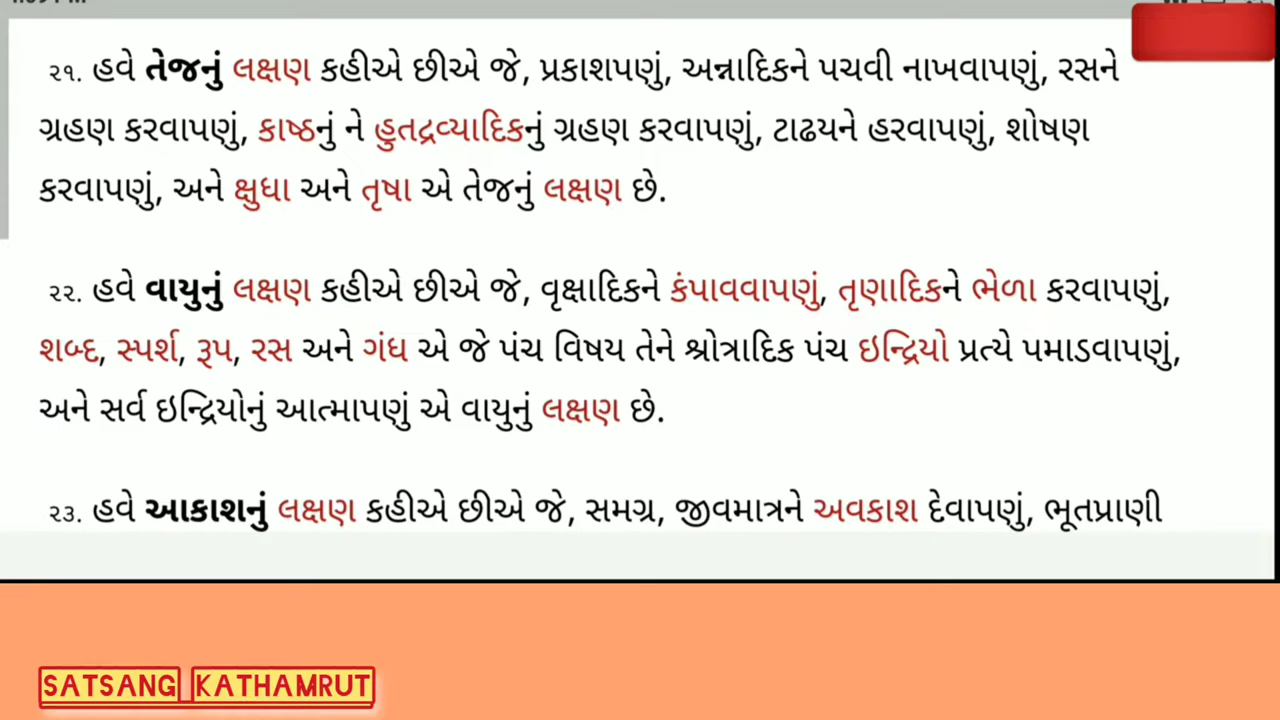 ૨૧. હવે તેજનું લક્ષણ કહીએ છીએ જે, પ્રકાશપણું, અન્નાદિકને પચવી નાખવાપણું, રસને
ગ્રહણ કરવાપણું, કાષ્ઠનું ને હુતદ્રવ્યાદિકનું ગ્રહણ કરવાપણું, ટાઢયને હરવાપણું, શોષણ
કરવાપણું, અને ક્ષુધા અને તૃષા એ તેજનું લક્ષણ છે.
૨૨. હવે વાયુનું લક્ષણ કહીએ છીએ જે, વૃક્ષાદિકને કંપાવવાપણું, તૃણાદિકને ભેળા કરવાપણું,
શબ્દ, સ્પર્શ, રૂપ, રસ અને ગંધ એ જે પંચ વિષય તેને શ્રોત્રાદિક પંચ ઇન્દ્રિયો પ્રત્યે પમાડવાપણું,
અને સર્વ ઇન્દ્રિયોનું આત્માપણું એ વાયુનું લક્ષણ છે.
૨૩. હવે આકાશનું લક્ષણ કહીએ છીએ જે, સમગ્ર, જીવમાત્રને અવકાશ દેવાપણું, ભૂતપ્રાણી
SATSANG KATHAMRUT